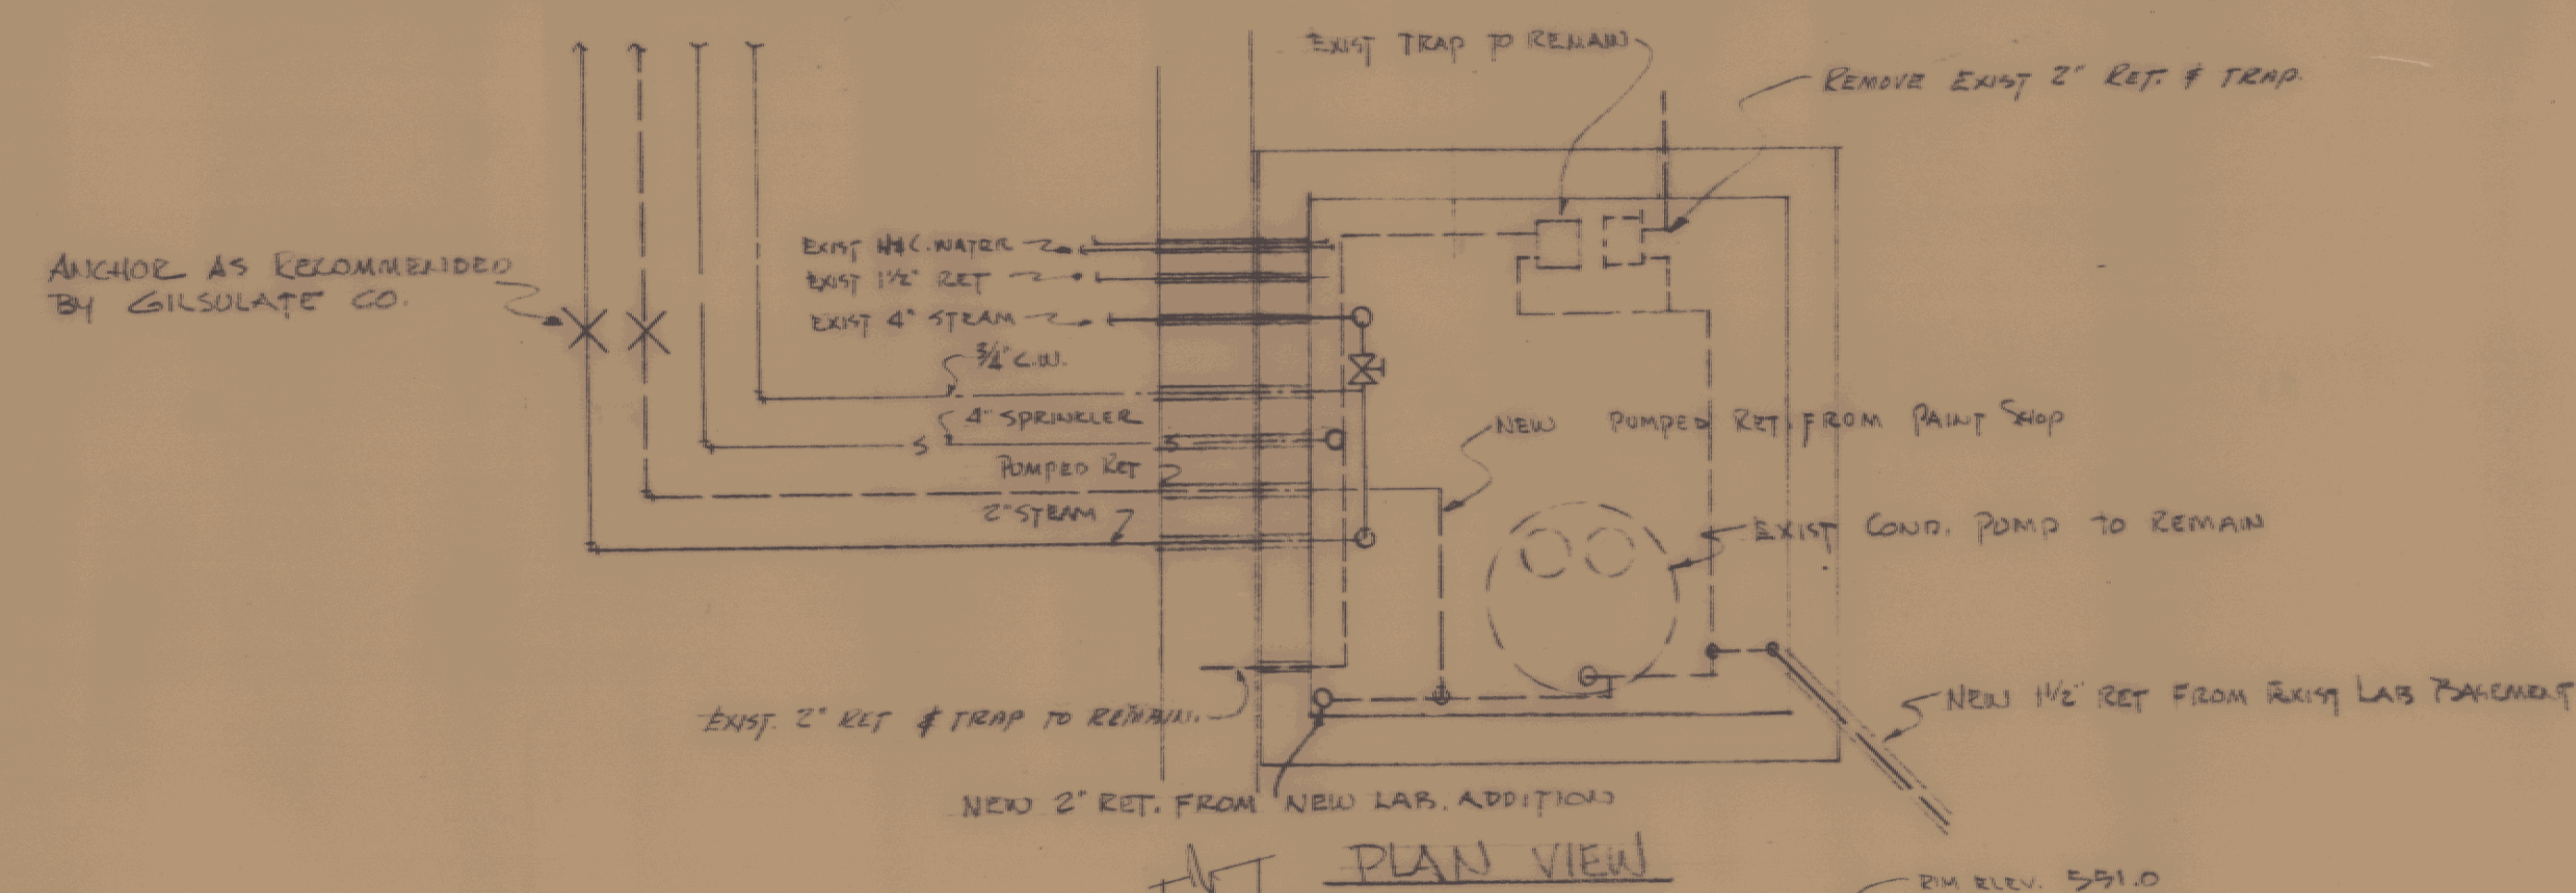 EXIST TRAP TO REMAIN
REMOVE EXIST 2" RET. & TRAP.
EXIST H&C. WATER
ANCHOR AS RECOMMENDED
BY GILSULATE CO.
EXIST 1½" RET
EXIST 4" STEAM
¾" C.W.
4" SPRINKLER
S
S
NEW PUMPED RET. FROM PAINT SHOP
PUMPED RET
2" STEAM
EXIST COND. PUMP TO REMAIN
EXIST. 2" RET & TRAP TO REMAIN.
NEW 1½" RET FROM EXIST LAB BASEMENT
NEW 2" RET. FROM NEW LAB. ADDITION
PLAN VIEW
RIM ELEV. 551.0